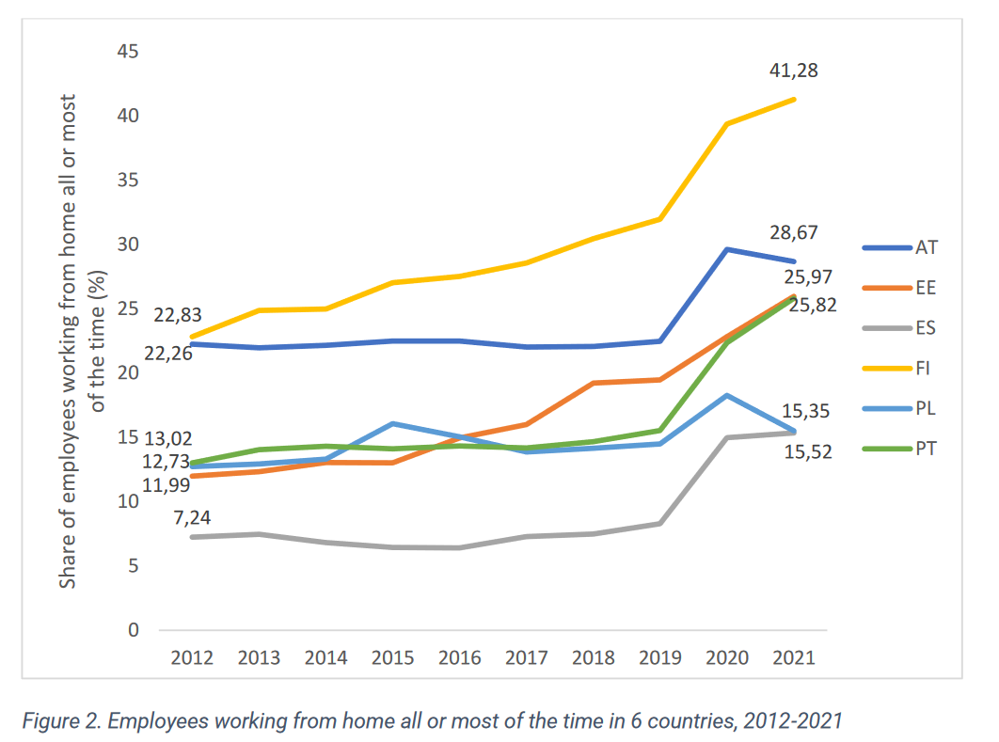 Share of employees working from home all or most
of the time (%)
45
40
35
30
25
20
15
10
5
0
41,28
28,67
25,97
25,82
22,83
22,26
15,35
15,52
13,02
12,73
11,99
7,24
2012 2013 2014 2015 2016 2017 2018 2019 2020 2021
AT
EE
ES
FI
PL
PT
Figure 2. Employees working from home all or most of the time in 6 countries, 2012-2021